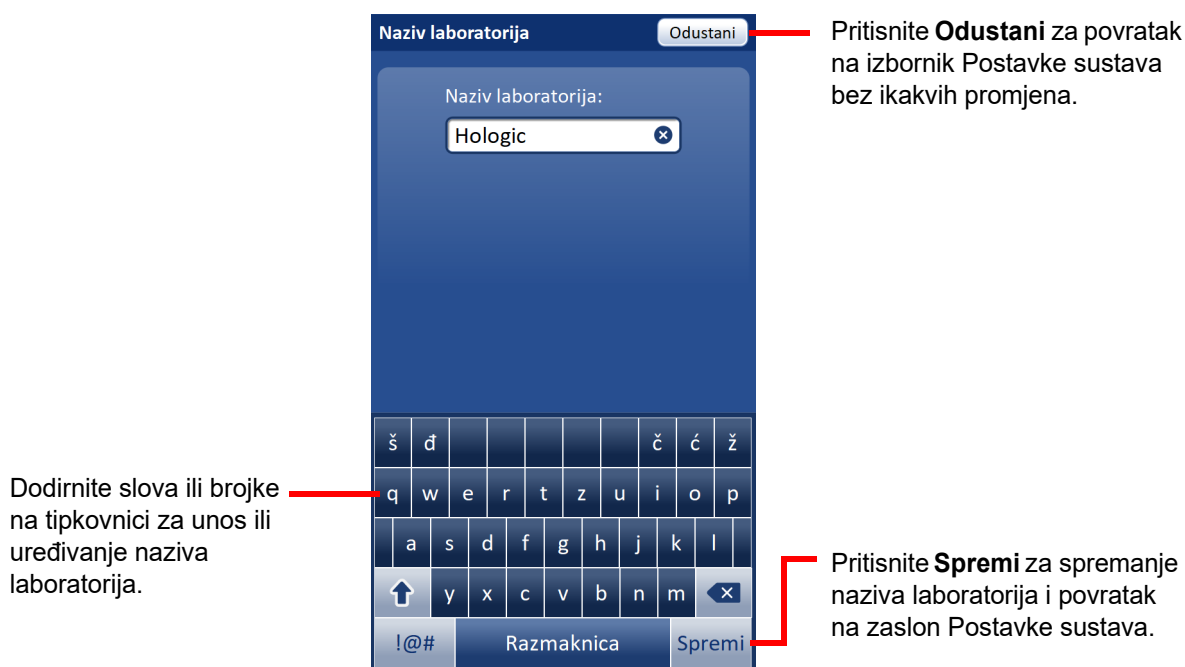 Naziv laboratorija
Odustani
Pritisnite Odustani za povratak
na izbornik Postavke sustava
bez ikakvih promjena.
Naziv laboratorija:
Hologic
š đ č ć ž
q w e r t z u i o p
a s d f g h j k l
y x c v b n m
!@# Razmaknica Spremi
Dodirnite slova ili brojke
na tipkovnici za unos ili
uređivanje naziva
laboratorija.
Pritisnite Spremi za spremanje
naziva laboratorija i povratak
na zaslon Postavke sustava.